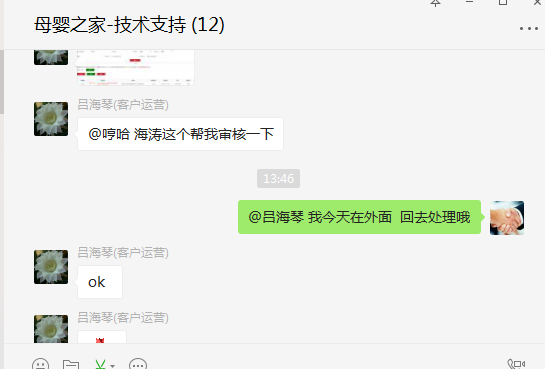 母婴之家-技术支持 (12)
吕海琴(客户运营)
@哼哈 海涛这个帮我审核一下
13:46
@吕海琴 我今天在外面  回去处理哦
吕海琴(客户运营)
ok
吕海琴(客户运营)